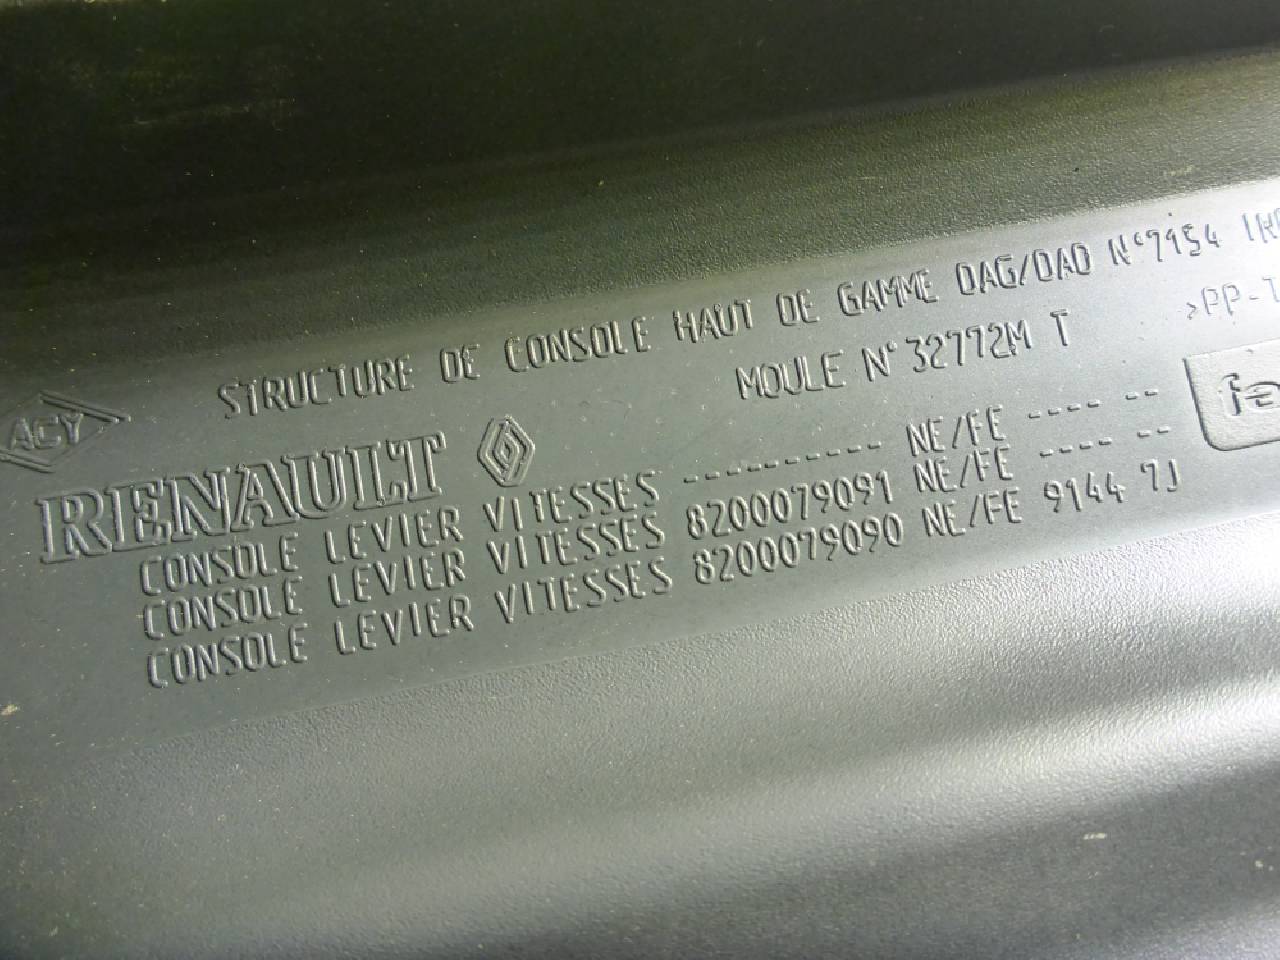 STRUCTURE DE CONSOLE HAUT DE GAMME DAG/DAD N°7154
MOULE N°32772M T
ACY
RENAULT
CONSOLE LEVIER VITESSES ---------- NE/FE ---- --
CONSOLE LEVIER VITESSES 8200079091 NE/FE ---- --
CONSOLE LEVIER VITESSES 8200079090 NE/FE 9144 7J